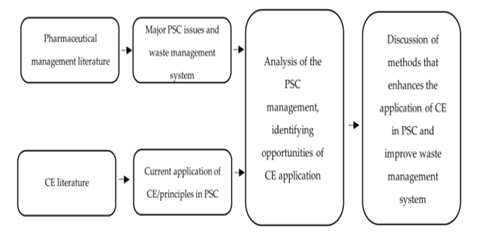 Pharmaceutical
management literature
Major PSC issues and
waste management
system
CE literature
Current application of
CE/principles in PSC
Analysis of the
PSC
management,
identifying
opportunities of
CE application
Discussion of
methods that
enhances the
application of CE
in PSC and
improve waste
management
system